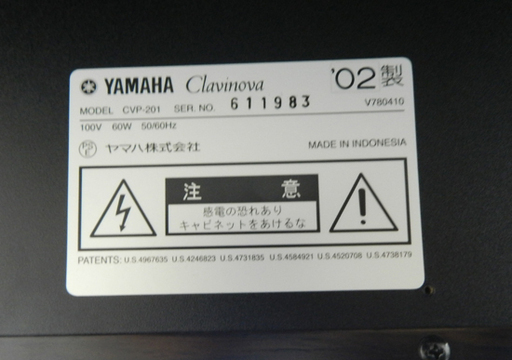 YAMAHA Clavinova '02 製
MODEL CVP-201 SER. NO. 611983 V780410
100V 60W 50/60Hz
ヤマハ株式会社 MADE IN INDONESIA
注 意
感電の恐れあり
キャビネットをあけるな
PATENTS: U.S.4967635 U.S.4246823 U.S.4731835 U.S.4584921 U.S.4520708 U.S.4738179